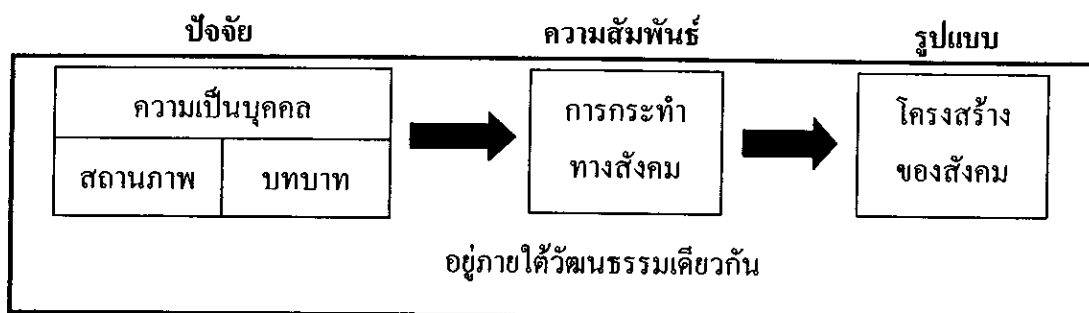 ปัจจัย ความสัมพันธ์ รูปแบบ
ความเป็นบุคคล
สถานภาพ บทบาท
การกระทำ
ทางสังคม
โครงสร้าง
ของสังคม
อยู่ภายใต้วัฒนธรรมเดียวกัน